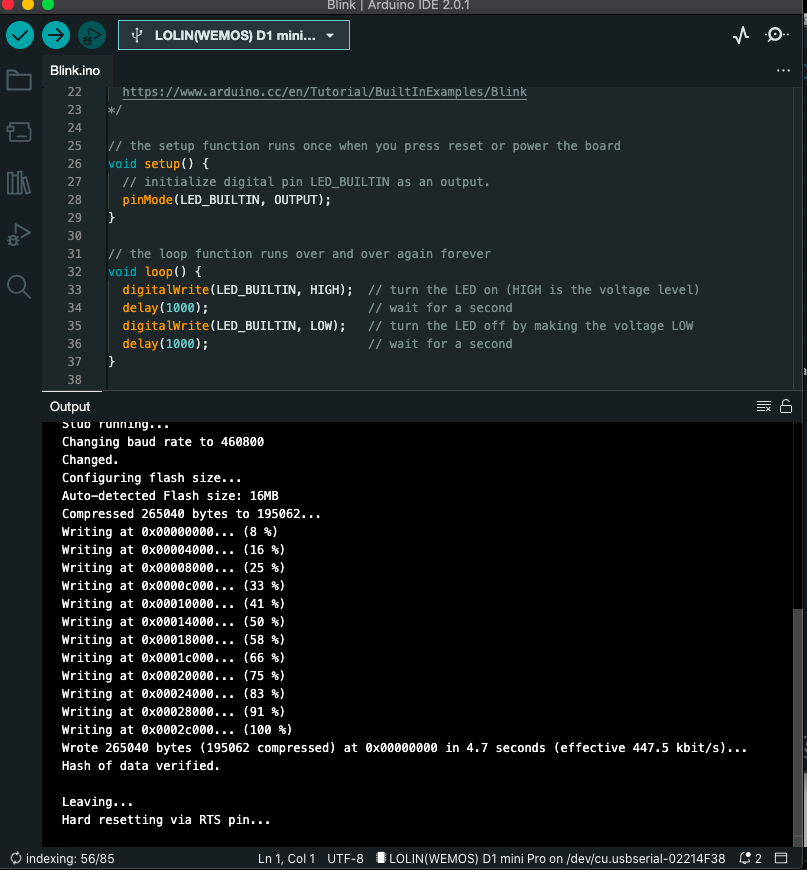 Blink | Arduino IDE 2.0.1
LOLIN(WEMOS) D1 mini...
Blink.ino
22 https://www.arduino.cc/en/Tutorial/BuiltInExamples/Blink
23 */
24
25 // the setup function runs once when you press reset or power the board
26 void setup() {
27 // initialize digital pin LED_BUILTIN as an output.
28 pinMode(LED_BUILTIN, OUTPUT);
29 }
30
31 // the loop function runs over and over again forever
32 void loop() {
33 digitalWrite(LED_BUILTIN, HIGH); // turn the LED on (HIGH is the voltage level)
34 delay(1000); // wait for a second
35 digitalWrite(LED_BUILTIN, LOW); // turn the LED off by making the voltage LOW
36 delay(1000); // wait for a second
37 }
38
Output
Stub running...
Changing baud rate to 460800
Changed.
Configuring flash size...
Auto-detected Flash size: 16MB
Compressed 265040 bytes to 195062...
Writing at 0x00000000... (8 %)
Writing at 0x00004000... (16 %)
Writing at 0x00008000... (25 %)
Writing at 0x0000c000... (33 %)
Writing at 0x00010000... (41 %)
Writing at 0x00014000... (50 %)
Writing at 0x00018000... (58 %)
Writing at 0x0001c000... (66 %)
Writing at 0x00020000... (75 %)
Writing at 0x00024000... (83 %)
Writing at 0x00028000... (91 %)
Writing at 0x0002c000... (100 %)
Wrote 265040 bytes (195062 compressed) at 0x00000000 in 4.7 seconds (effective 447.5 kbit/s)...
Hash of data verified.

Leaving...
Hard resetting via RTS pin...
indexing: 56/85 Ln 1, Col 1 UTF-8 LOLIN(WEMOS) D1 mini Pro on /dev/cu.usbserial-02214F38 2